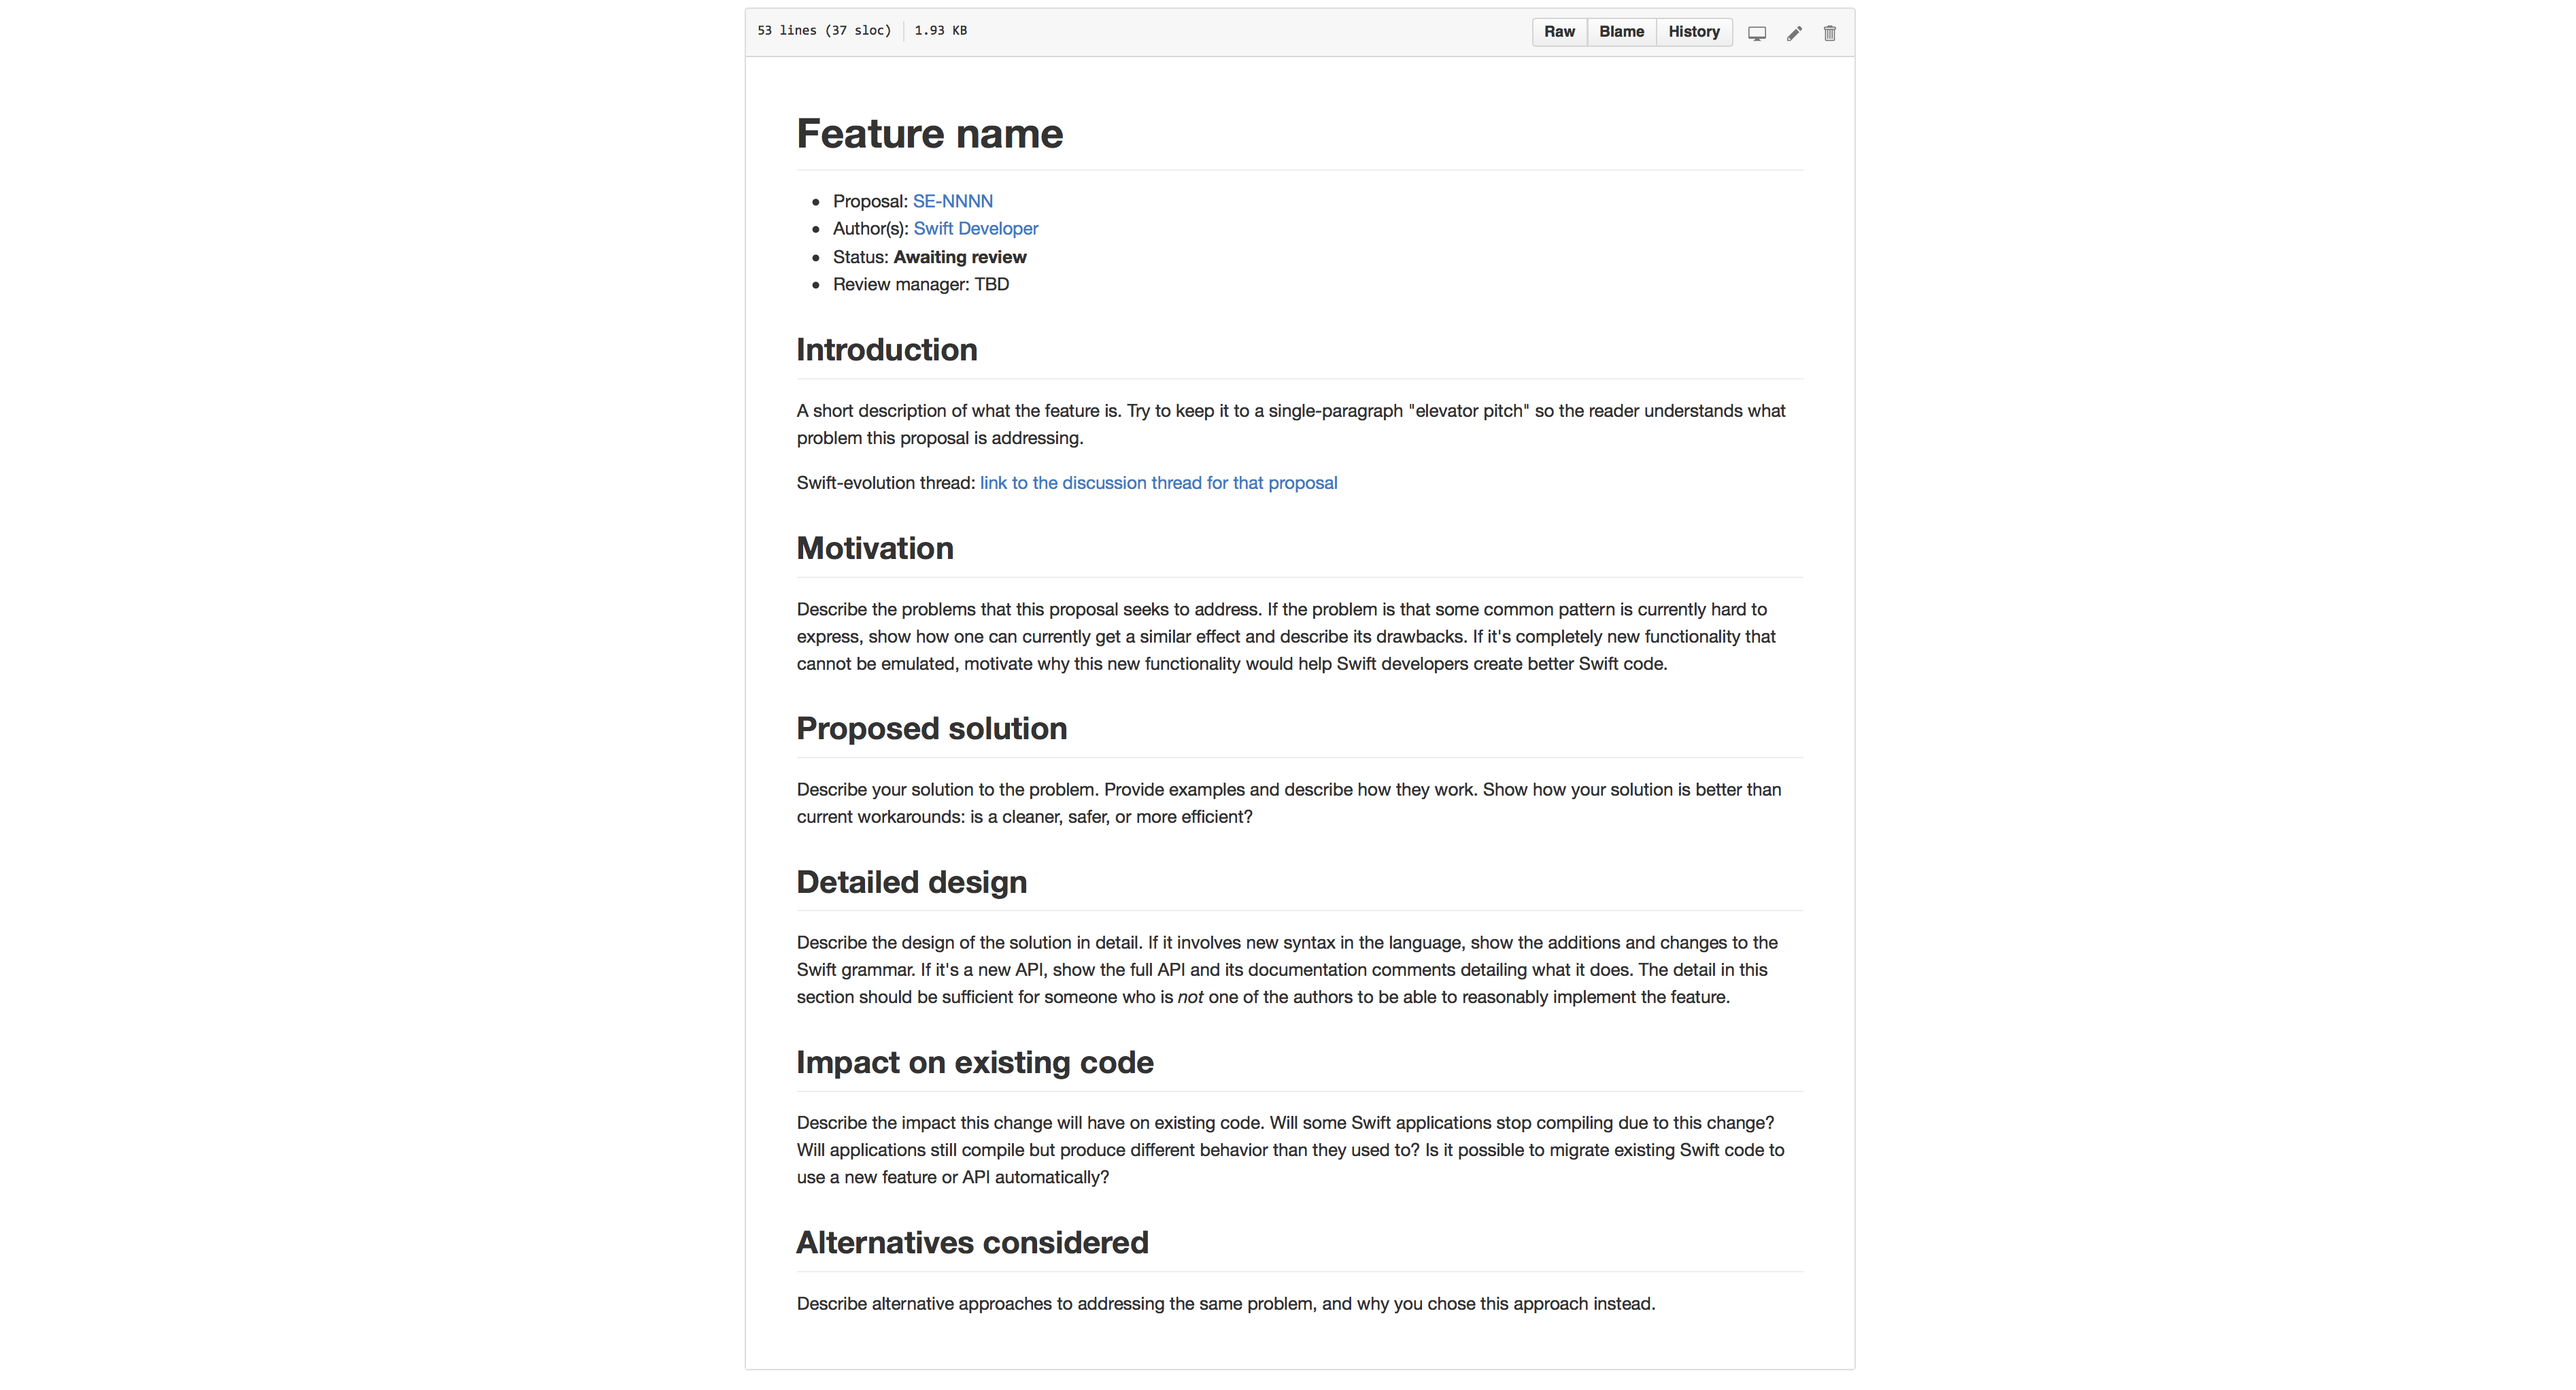 53 lines (37 sloc) 1.93 KB
Raw Blame History
Feature name
Proposal: SE-NNNN
Author(s): Swift Developer
Status: Awaiting review
Review manager: TBD
Introduction
A short description of what the feature is. Try to keep it to a single-paragraph "elevator pitch" so the reader understands what
problem this proposal is addressing.
Swift-evolution thread: link to the discussion thread for that proposal
Motivation
Describe the problems that this proposal seeks to address. If the problem is that some common pattern is currently hard to
express, show how one can currently get a similar effect and describe its drawbacks. If it's completely new functionality that
cannot be emulated, motivate why this new functionality would help Swift developers create better Swift code.
Proposed solution
Describe your solution to the problem. Provide examples and describe how they work. Show how your solution is better than
current workarounds: is a cleaner, safer, or more efficient?
Detailed design
Describe the design of the solution in detail. If it involves new syntax in the language, show the additions and changes to the
Swift grammar. If it's a new API, show the full API and its documentation comments detailing what it does. The detail in this
section should be sufficient for someone who is not one of the authors to be able to reasonably implement the feature.
Impact on existing code
Describe the impact this change will have on existing code. Will some Swift applications stop compiling due to this change?
Will applications still compile but produce different behavior than they used to? Is it possible to migrate existing Swift code to
use a new feature or API automatically?
Alternatives considered
Describe alternative approaches to addressing the same problem, and why you chose this approach instead.